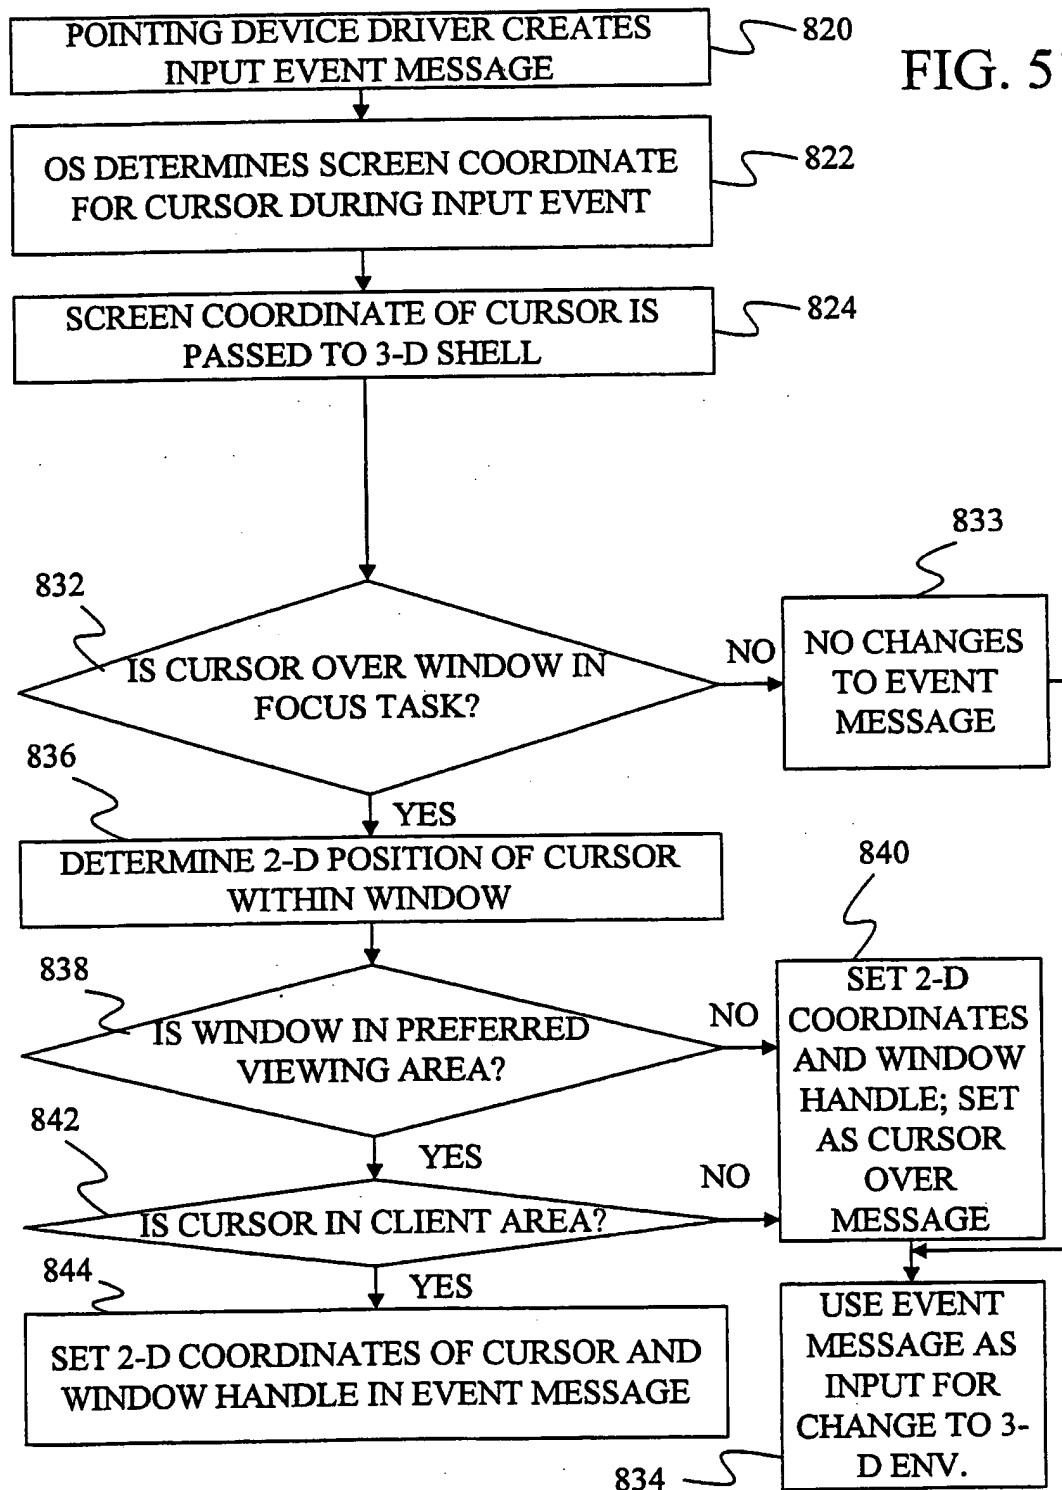 POINTING DEVICE DRIVER CREATES
INPUT EVENT MESSAGE
820
FIG. 5
OS DETERMINES SCREEN COORDINATE
FOR CURSOR DURING INPUT EVENT
822
SCREEN COORDINATE OF CURSOR IS
PASSED TO 3-D SHELL
824
832
IS CURSOR OVER WINDOW IN
FOCUS TASK?
NO
833
NO CHANGES
TO EVENT
MESSAGE
YES
836
DETERMINE 2-D POSITION OF CURSOR
WITHIN WINDOW
838
IS WINDOW IN PREFERRED
VIEWING AREA?
NO
840
SET 2-D
COORDINATES
AND WINDOW
HANDLE; SET
AS CURSOR
OVER
MESSAGE
YES
842
IS CURSOR IN CLIENT AREA?
NO
YES
844
SET 2-D COORDINATES OF CURSOR AND
WINDOW HANDLE IN EVENT MESSAGE
USE EVENT
MESSAGE AS
INPUT FOR
CHANGE TO 3-
D ENV.
834